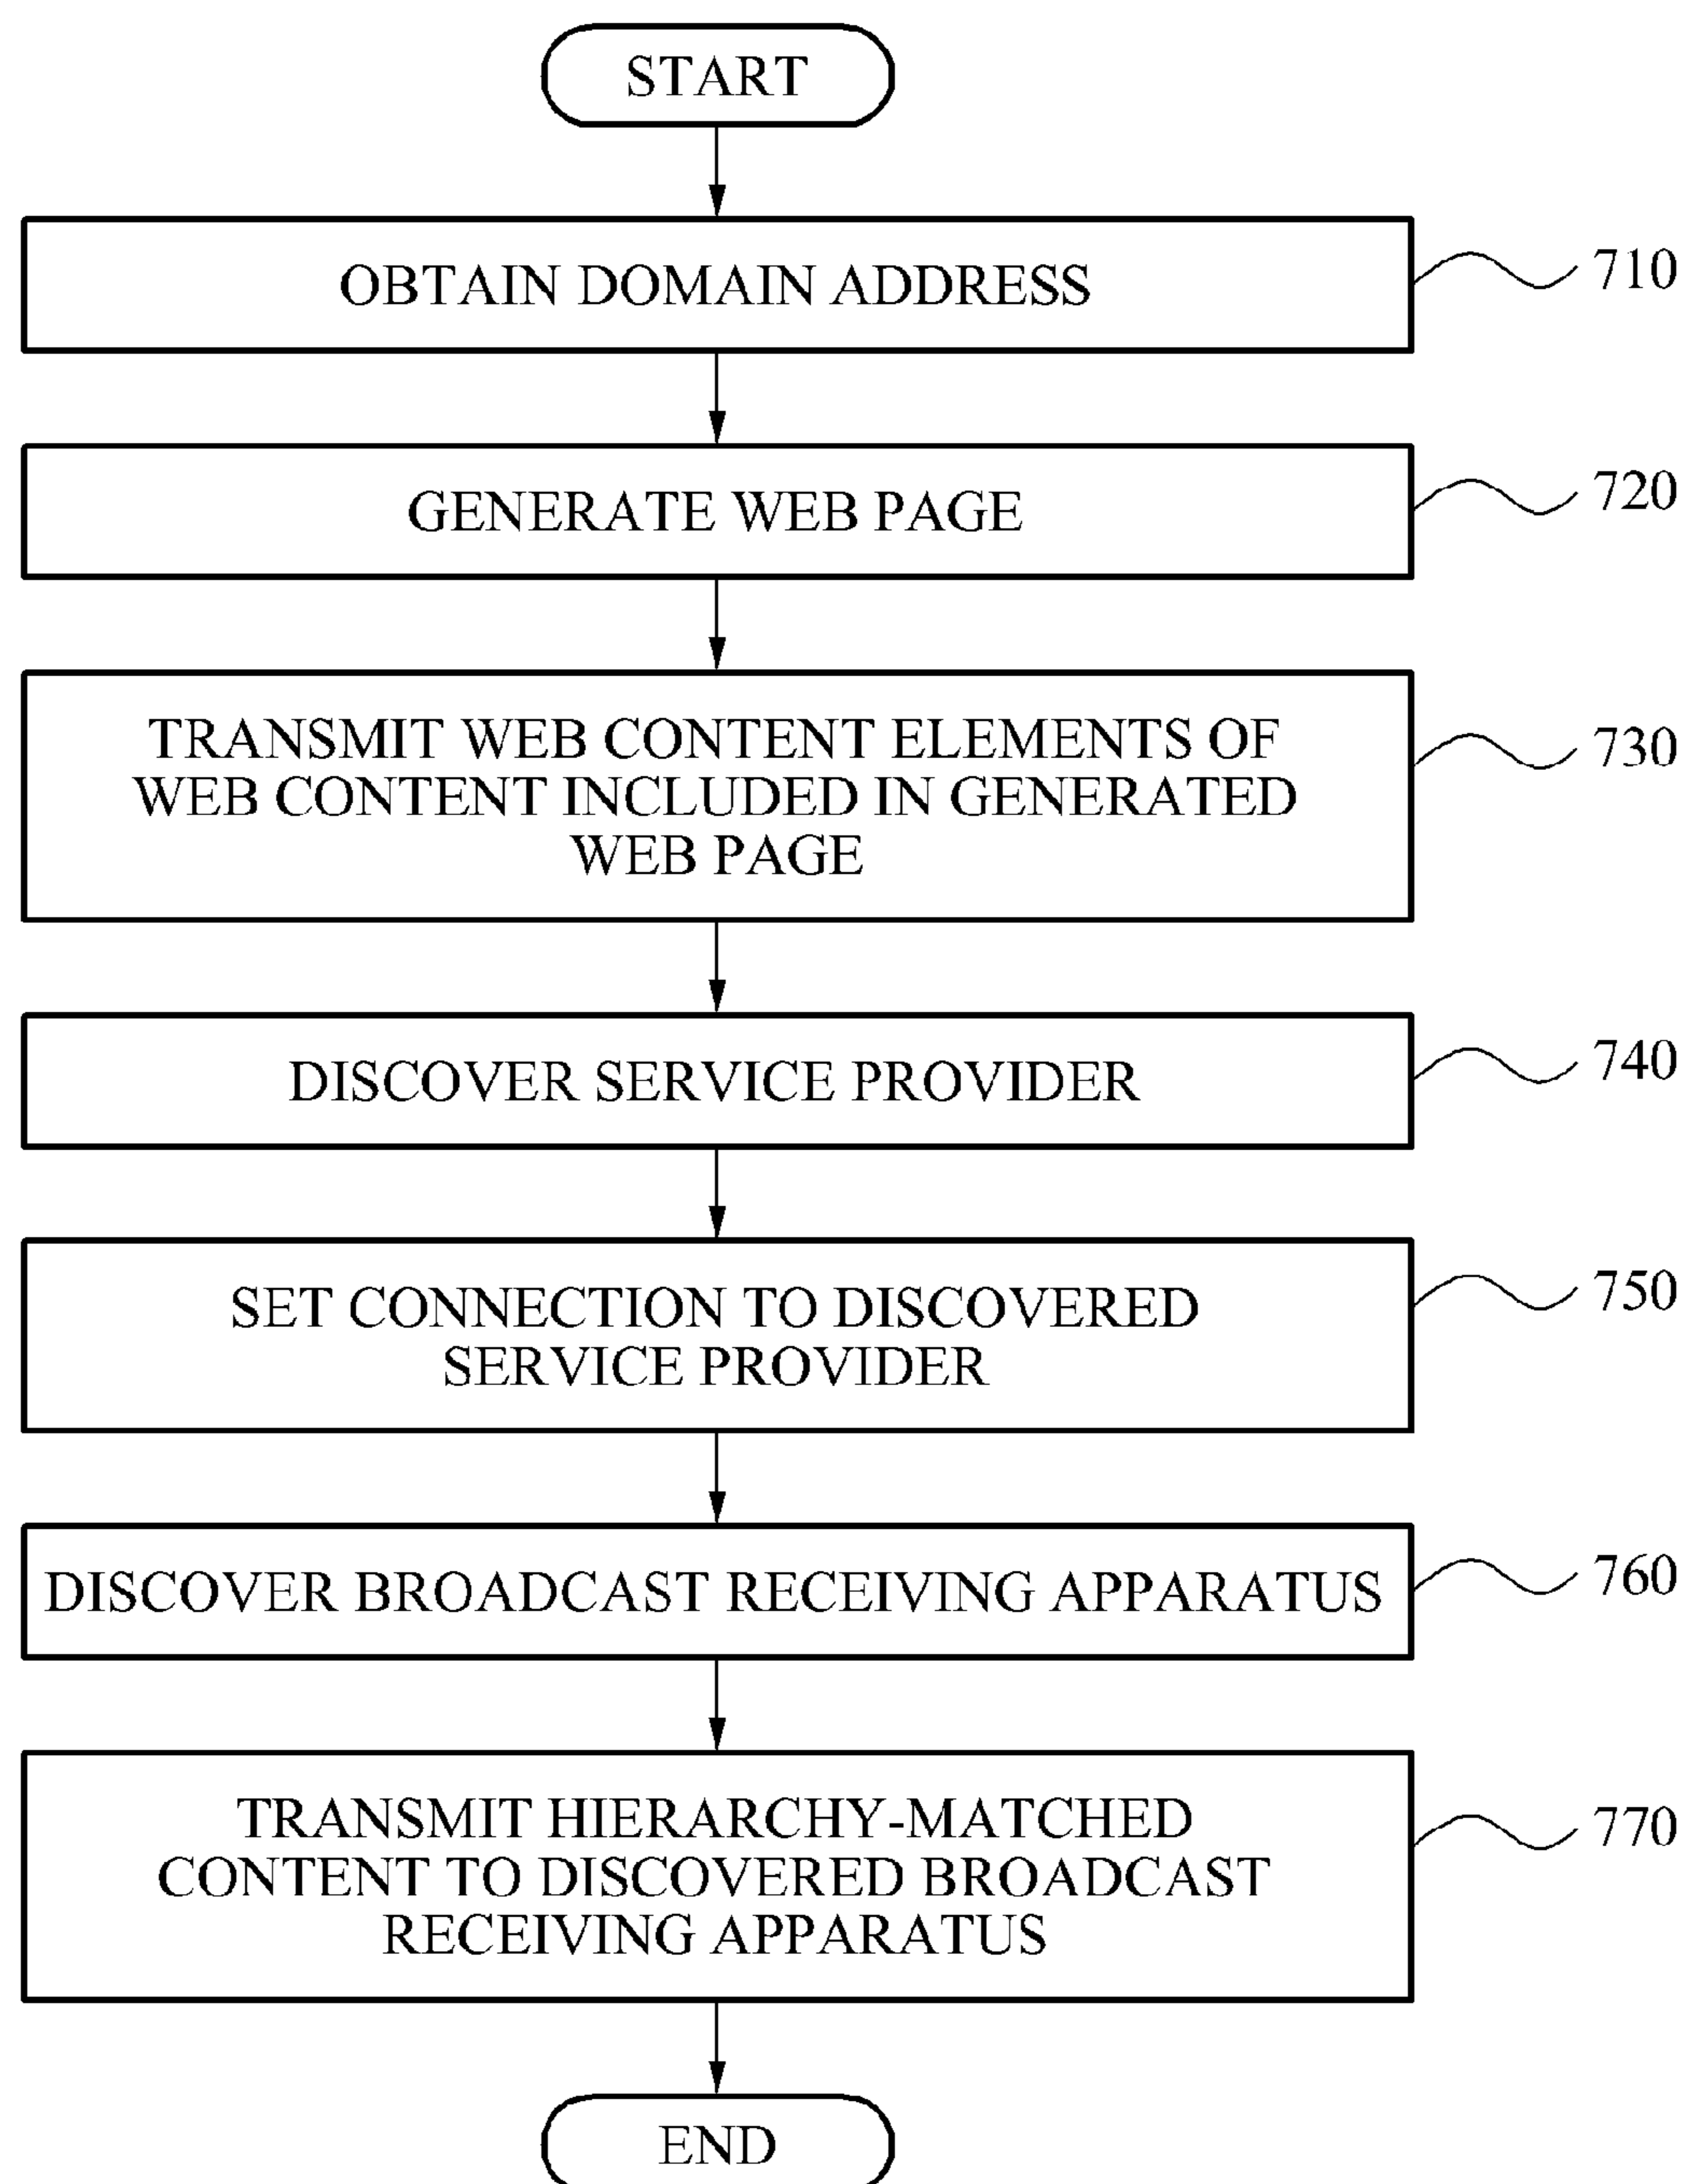 START
OBTAIN DOMAIN ADDRESS
710
GENERATE WEB PAGE
720
TRANSMIT WEB CONTENT ELEMENTS OF
WEB CONTENT INCLUDED IN GENERATED
WEB PAGE
730
DISCOVER SERVICE PROVIDER
740
SET CONNECTION TO DISCOVERED
SERVICE PROVIDER
750
DISCOVER BROADCAST RECEIVING APPARATUS
760
TRANSMIT HIERARCHY-MATCHED
CONTENT TO DISCOVERED BROADCAST
RECEIVING APPARATUS
770
END